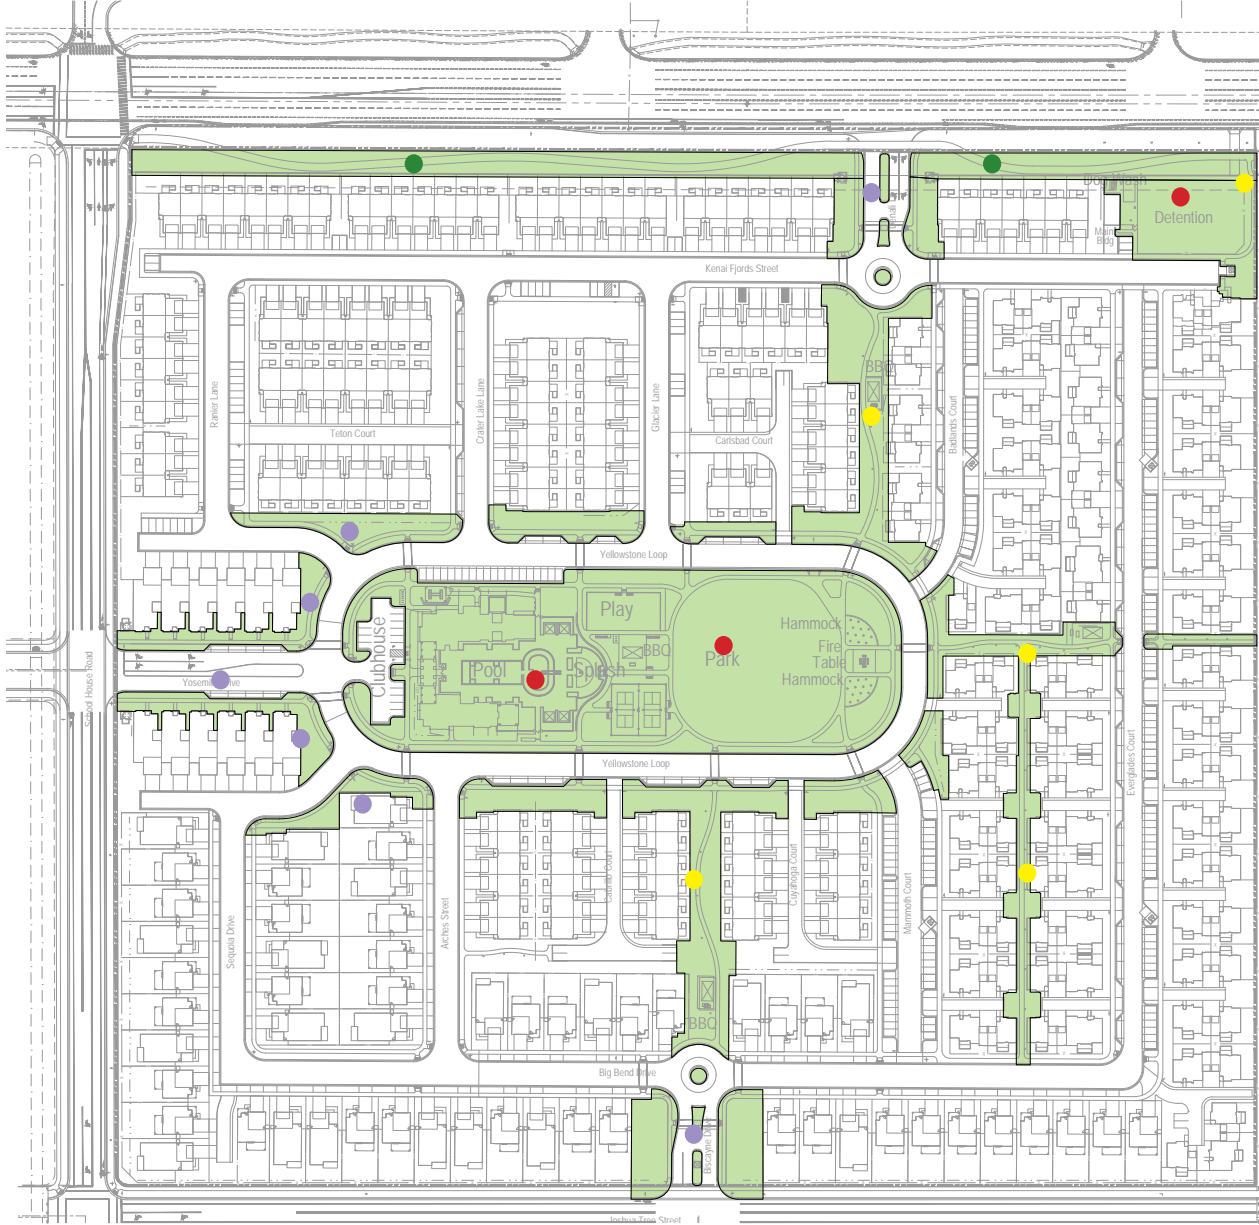 Dog Wash
Detention
Main
Bldg
Kenai Fjords Street
BBQ
Ranier Lane
Crater Lake Lane
Glacier Lane
Badlands Court
Teton Court
Carlsbad Court
Yellowstone Loop
Play
Hammock
Clubhouse
Pool
Splash
BBQ
Park
Fire
Table
Hammock
School House Road
Yosemite Drive
Yellowstone Loop
Everglades Court
Cuyahoga Court
Mammoth Court
Sequoia Drive
Arches Street
BBQ
Big Bend Drive
Biscayne Drive
Joshua Tree Street